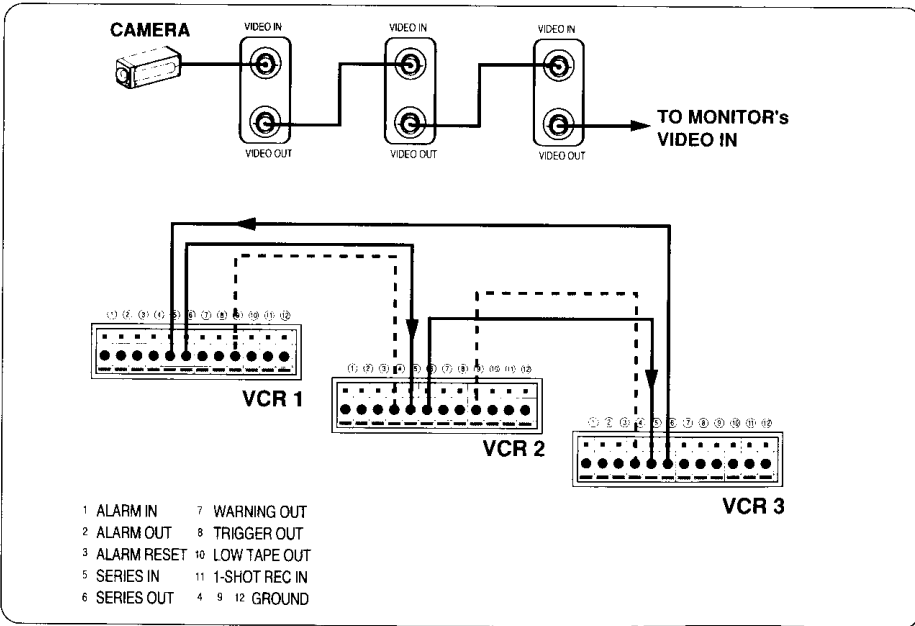 CAMERA
VIDEO IN VIDEO IN VIDEO IN
VIDEO OUT VIDEO OUT VIDEO OUT
TO MONITOR's
VIDEO IN
① ② ③ ④ ⑤ ⑥ ⑦ ⑧ ⑨ ⑩ ⑪ ⑫
VCR 1
① ② ③ ④ ⑤ ⑥ ⑦ ⑧ ⑨ ⑩ ⑪ ⑫
VCR 2
① ② ③ ④ ⑤ ⑥ ⑦ ⑧ ⑨ ⑩ ⑪ ⑫
VCR 3
1 ALARM IN 7 WARNING OUT
2 ALARM OUT 8 TRIGGER OUT
3 ALARM RESET 10 LOW TAPE OUT
5 SERIES IN 11 1-SHOT REC IN
6 SERIES OUT 4 9 12 GROUND